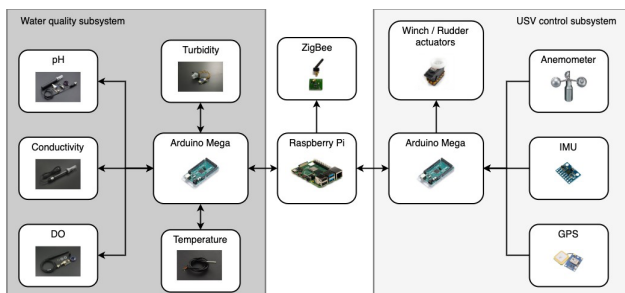 Water quality subsystem
USV control subsystem
pH
Turbidity
ZigBee
Winch / Rudder
actuators
Anemometer
Conductivity
Arduino Mega
Raspberry Pi
Arduino Mega
IMU
DO
Temperature
GPS